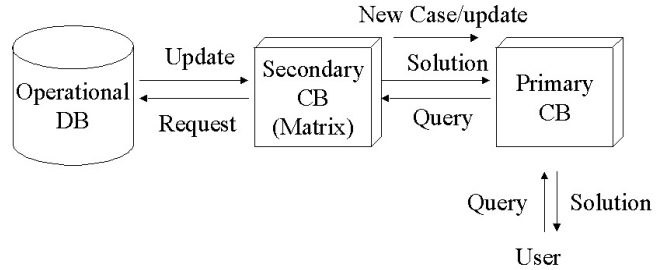 New Case/update
Update
Solution
Operational
DB
Secondary
CB
(Matrix)
Primary
CB
Request
Query
Query
Solution
User